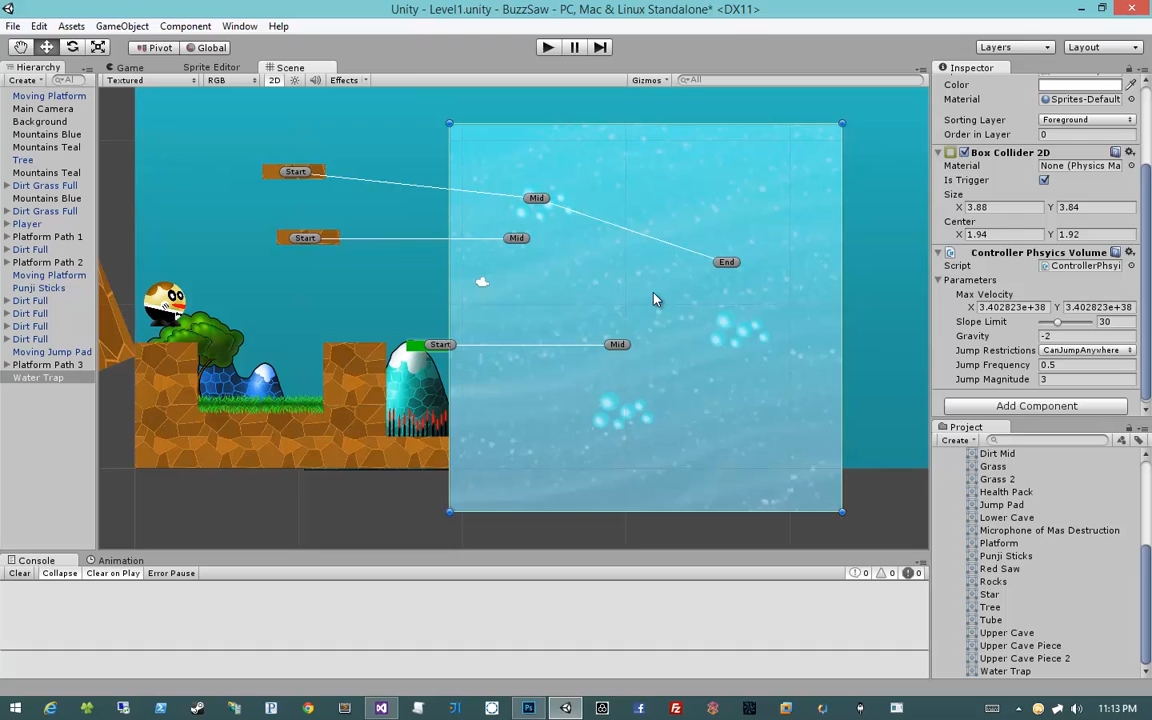 Unity - Level1.unity - BuzzSaw - PC, Mac & Linux Standalone* <DX11>
File Edit Assets GameObject Component Window Help
Pivot Global Layers Layout
Hierarchy Game Sprite Editor Scene Inspector
Create All Textured RGB 2D Effects Gizmos All
Moving Platform
Main Camera
Background
Mountains Blue
Mountains Teal
Tree
Mountains Teal
Dirt Grass Full
Mountains Blue
Dirt Grass Full
Player
Platform Path 1
Dirt Full
Platform Path 2
Moving Platform
Punji Sticks
Dirt Full
Dirt Full
Dirt Full
Dirt Full
Moving Jump Pad
Platform Path 3
Water Trap
Start
Mid
Start
Mid
End
Start
Mid
Color
Material Sprites-Default
Sorting Layer Foreground
Order in Layer 0
Box Collider 2D
Material None (Physics Ma
Is Trigger
Size
X 3.88 Y 3.84
Center
X 1.94 Y 1.92
Controller Phsyics Volume
Script ControllerPhsyi
Parameters
Max Velocity
X 3.402823e+38 Y 3.402823e+38
Slope Limit 30
Gravity -2
Jump Restrictions CanJumpAnywhere
Jump Frequency 0.5
Jump Magnitude 3
Add Component
Project
Create
Dirt Mid
Grass
Grass 2
Health Pack
Jump Pad
Lower Cave
Microphone of Mas Destruction
Platform
Punji Sticks
Red Saw
Rocks
Star
Tree
Tube
Upper Cave
Upper Cave Piece
Upper Cave Piece 2
Water Trap
Console Animation
Clear Collapse Clear on Play Error Pause 0 0 0
11:13 PM